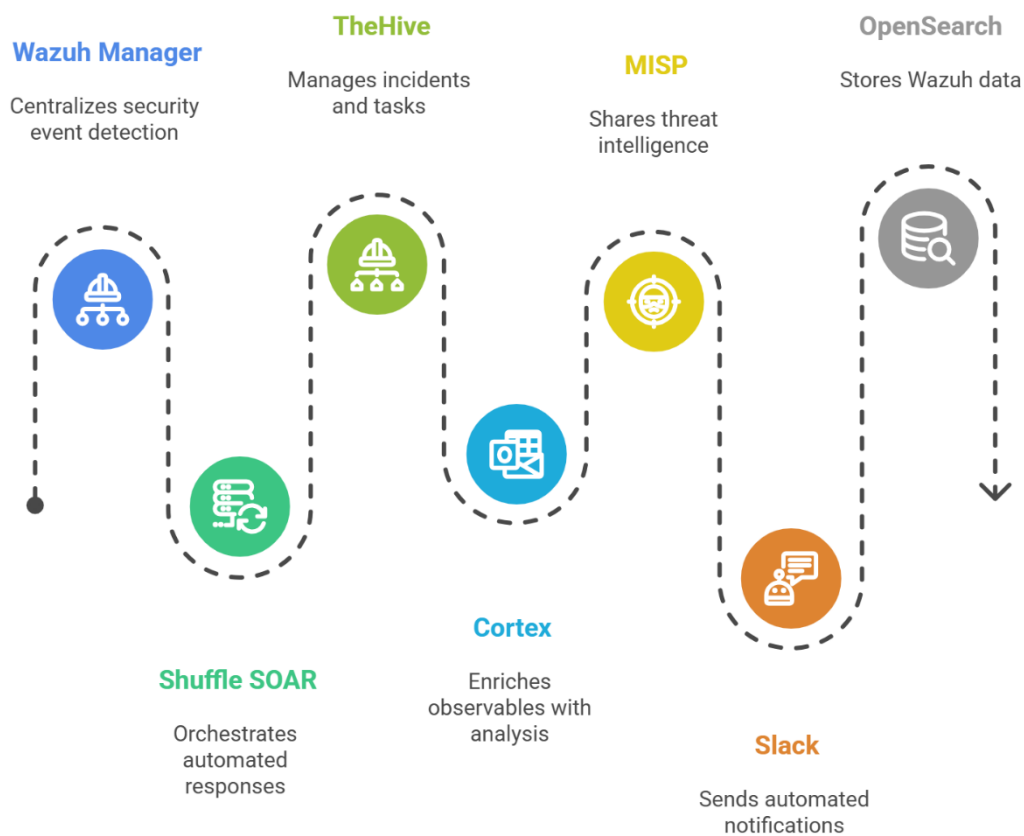 Wazuh Manager
Centralizes security
event detection
Shuffle SOAR
Orchestrates
automated
responses
TheHive
Manages incidents
and tasks
Cortex
Enriches
observables with
analysis
MISP
Shares threat
intelligence
Slack
Sends automated
notifications
OpenSearch
Stores Wazuh data